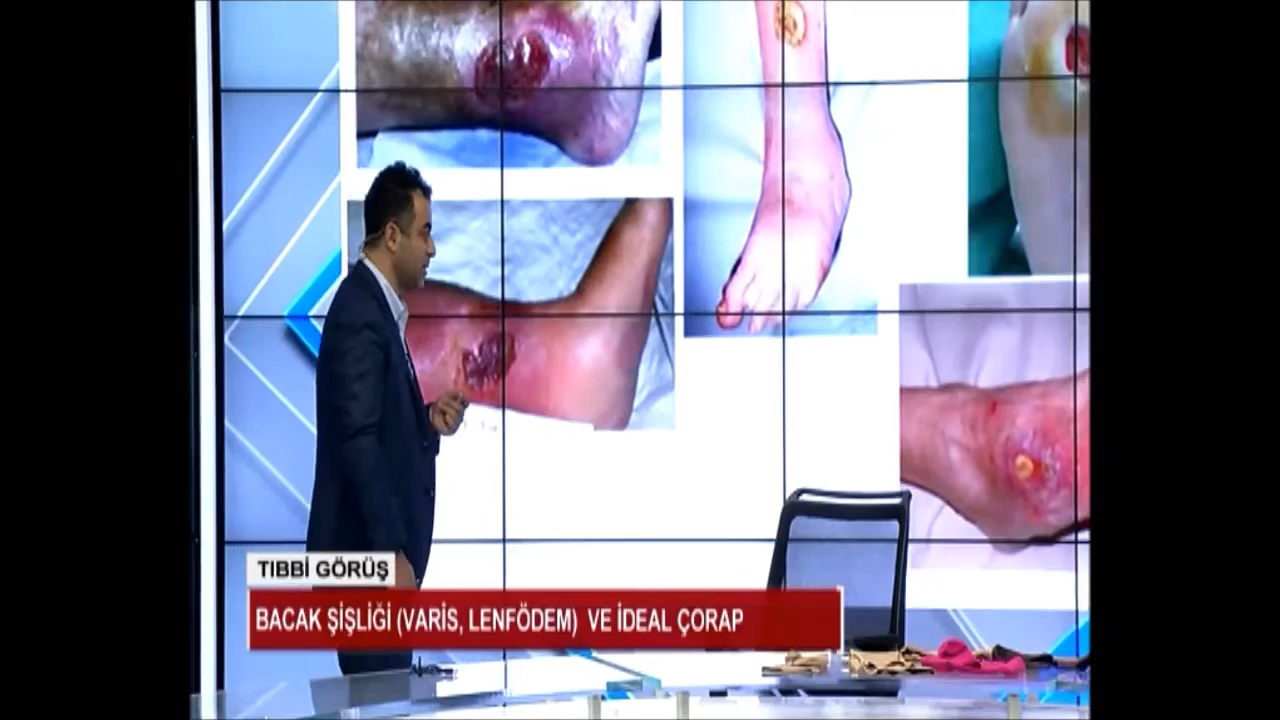 TIBBİ GÖRÜŞ
BACAK ŞİŞLİĞİ (VARİS, LENFÖDEM) VE İDEAL ÇORAP